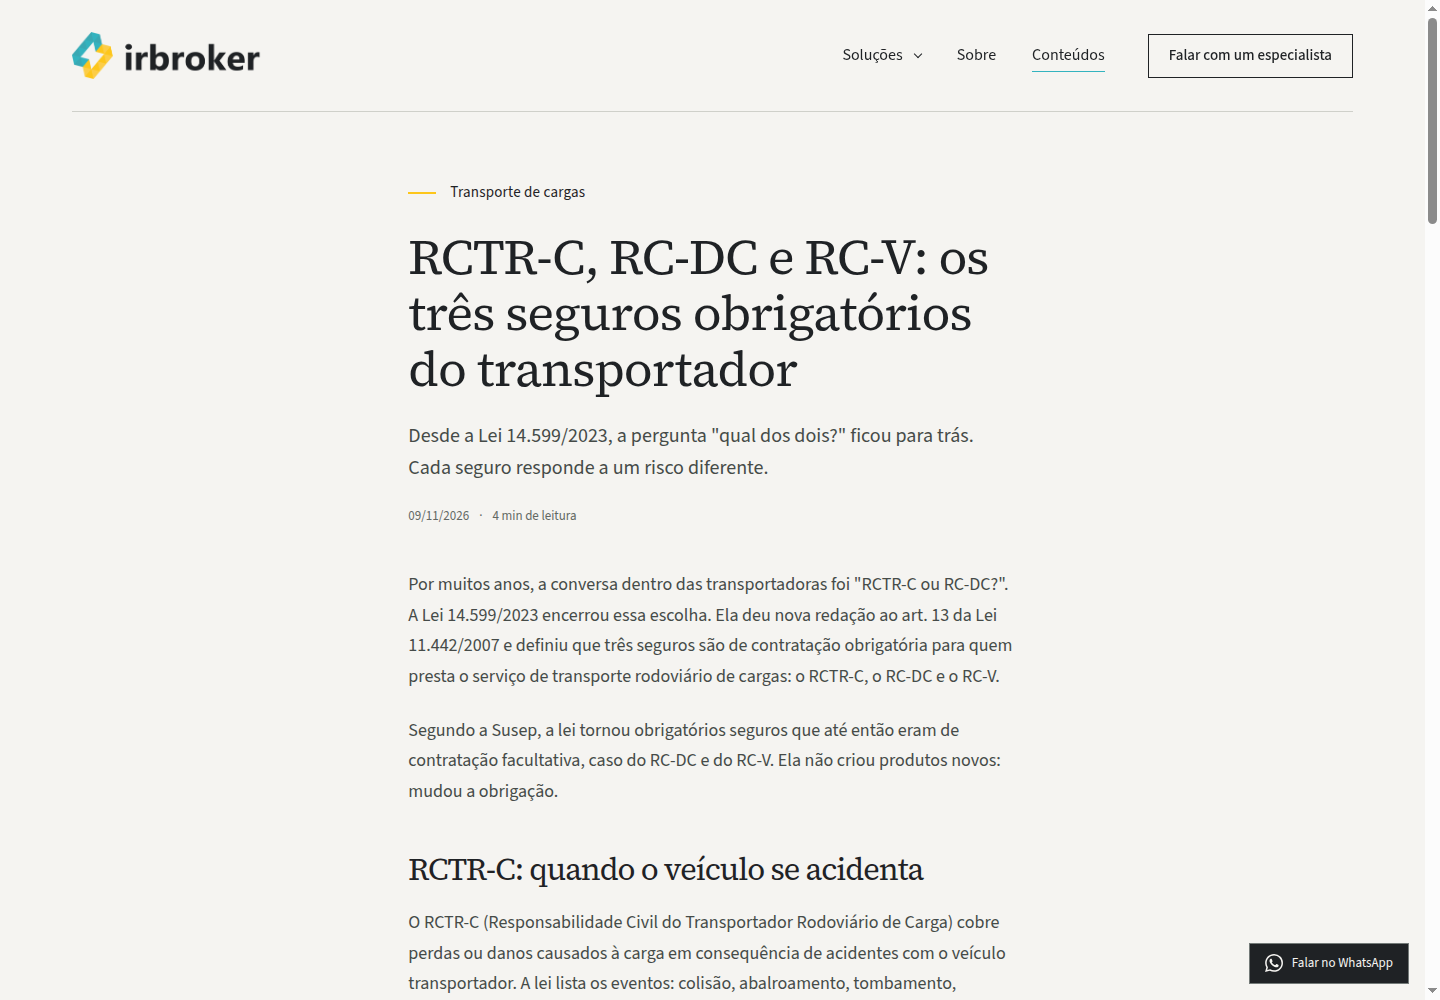 irbroker
Soluções
Sobre
Conteúdos
Falar com um especialista
Transporte de cargas
RCTR-C, RC-DC e RC-V: os
três seguros obrigatórios
do transportador
Desde a Lei 14.599/2023, a pergunta "qual dos dois?" ficou para trás.
Cada seguro responde a um risco diferente.
09/11/2026 · 4 min de leitura
Por muitos anos, a conversa dentro das transportadoras foi "RCTR-C ou RC-DC?".
A Lei 14.599/2023 encerrou essa escolha. Ela deu nova redação ao art. 13 da Lei
11.442/2007 e definiu que três seguros são de contratação obrigatória para quem
presta o serviço de transporte rodoviário de cargas: o RCTR-C, o RC-DC e o RC-V.
Segundo a Susep, a lei tornou obrigatórios seguros que até então eram de
contratação facultativa, caso do RC-DC e do RC-V. Ela não criou produtos novos:
mudou a obrigação.
RCTR-C: quando o veículo se acidenta
O RCTR-C (Responsabilidade Civil do Transportador Rodoviário de Carga) cobre
perdas ou danos causados à carga em consequência de acidentes com o veículo
transportador. A lei lista os eventos: colisão, abalroamento, tombamento,
Falar no WhatsApp